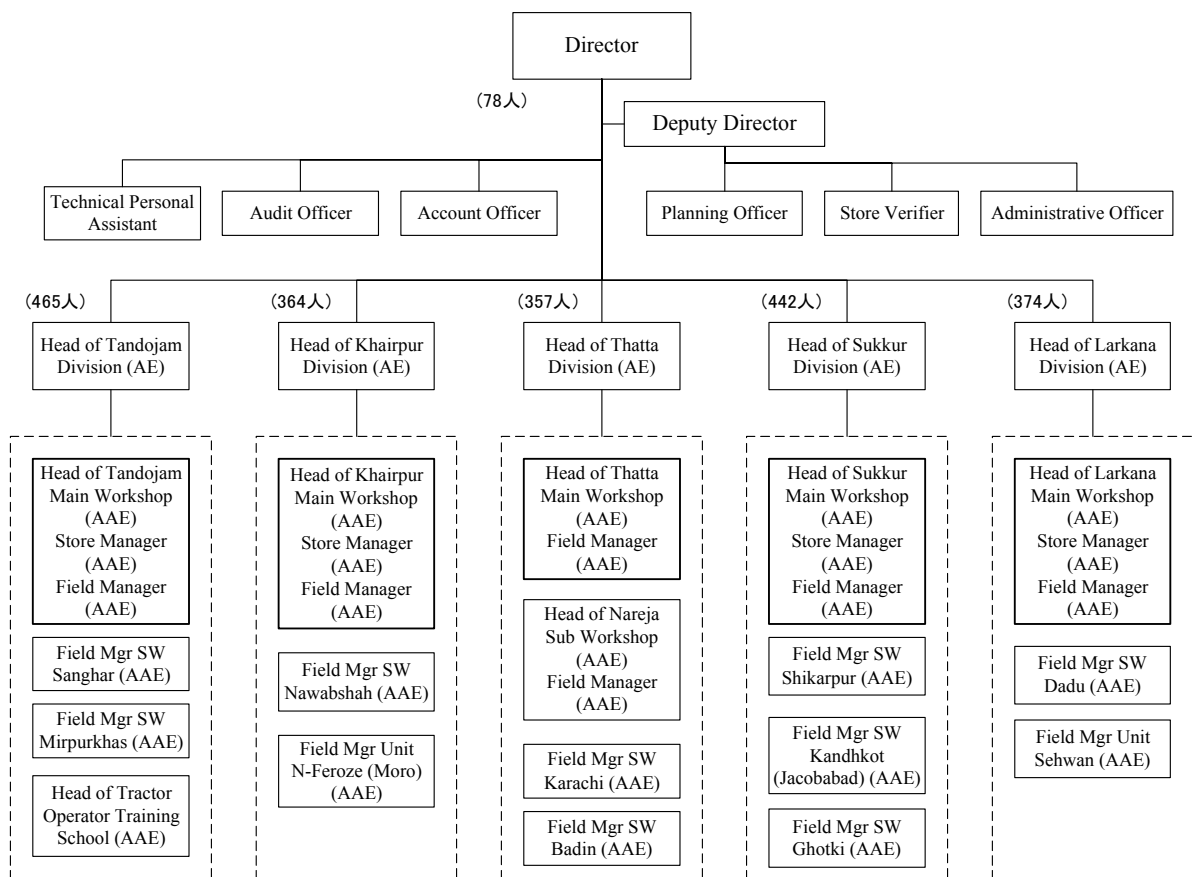 Director
(78人)
Deputy Director
Technical Personal
Assistant
Audit Officer
Account Officer
Planning Officer
Store Verifier
Administrative Officer
(465人)
(364人)
(357人)
(442人)
(374人)
Head of Tandojam
Division (AE)
Head of Khairpur
Division (AE)
Head of Thatta
Division (AE)
Head of Sukkur
Division (AE)
Head of Larkana
Division (AE)
Head of Tandojam
Main Workshop
(AAE)
Store Manager
(AAE)
Field Manager
(AAE)
Field Mgr SW
Sanghar (AAE)
Field Mgr SW
Mirpurkhas (AAE)
Head of Tractor
Operator Training
School (AAE)
Head of Khairpur
Main Workshop
(AAE)
Store Manager
(AAE)
Field Manager
(AAE)
Field Mgr SW
Nawabshah (AAE)
Field Mgr Unit
N-Feroze (Moro)
(AAE)
Head of Thatta
Main Workshop
(AAE)
Field Manager
(AAE)
Head of Nareja
Sub Workshop
(AAE)
Field Manager
(AAE)
Field Mgr SW
Karachi (AAE)
Field Mgr SW
Badin (AAE)
Head of Sukkur
Main Workshop
(AAE)
Store Manager
(AAE)
Field Manager
(AAE)
Field Mgr SW
Shikarpur (AAE)
Field Mgr SW
Kandhkot
(Jacobabad) (AAE)
Field Mgr SW
Ghotki (AAE)
Head of Larkana
Main Workshop
(AAE)
Store Manager
(AAE)
Field Manager
(AAE)
Field Mgr SW
Dadu (AAE)
Field Mgr Unit
Sehwan (AAE)